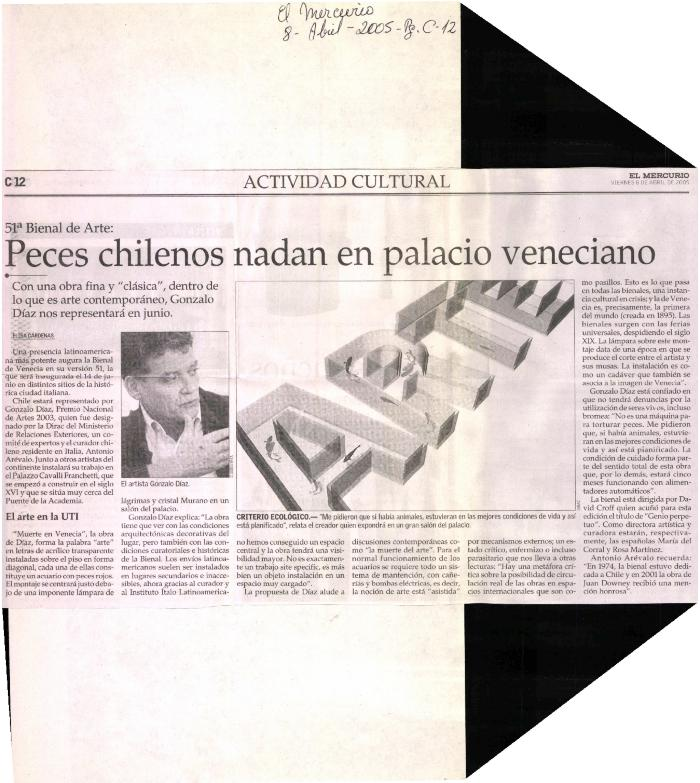 El Mercurio
8 - Abril - 2005 - Pg. C-12
C 12
ACTIVIDAD CULTURAL
EL MERCURIO
VIERNES 8 DE ABRIL DE 2005
51ª Bienal de Arte:
Peces chilenos nadan en palacio veneciano
Con una obra fina y “clásica”, dentro de
lo que es arte contemporáneo, Gonzalo
Díaz nos representará en junio.
ELISA CÁRDENAS
Una presencia latinoamerica-
na más potente augura la Bienal
de Venecia en su versión 51, la
que será inaugurada el 14 de ju-
nio en distintos sitios de la histó-
rica ciudad italiana.
Chile estará representado por
Gonzalo Díaz, Premio Nacional
de Artes 2003, quien fue desig-
nado por la Dirac del Ministerio
de Relaciones Exteriores, un co-
mité de expertos y el curador chi-
leno residente en Italia, Antonio
Arévalo. Junto a otros artistas del
continente instalará su trabajo en
el Palazzo Cavalli Franchetti, que
se empezó a construir en el siglo
XVI y que se sitúa muy cerca del
Puente de la Academia.
El arte en la UTI
“Muerte en Venecia”, la obra
de Díaz, forma la palabra “arte”
en letras de acrílico transparente
instaladas sobre el piso en forma
diagonal, cada una de ellas cons-
tituye un acuario con peces rojos.
El montaje se centrará justo deba-
jo de una imponente lámpara de
El artista Gonzalo Díaz.
lágrimas y cristal Murano en un
salón del palacio.
Gonzalo Díaz explica: “La obra
tiene que ver con las condiciones
arquitectónicas decorativas del
lugar, pero también con las con-
diciones curatoriales e históricas
de la Bienal. Los envíos latinoa-
mericanos suelen ser instalados
en lugares secundarios e inacce-
sibles, ahora gracias al curador y
al Instituto Ítalo Latinoamerica-
CRITERIO ECOLÓGICO.— “Me pidieron que si había animales, estuvieran en las mejores condiciones de vida y así
está planificado”, relata el creador quien expondrá en un gran salón del palacio.
no hemos conseguido un espacio
central y la obra tendrá una visi-
bilidad mayor. No es exactamen-
te un trabajo site specific, es más
bien un objeto instalación en un
espacio muy cargado”.
La propuesta de Díaz alude a
discusiones contemporáneas co-
mo “la muerte del arte”. Para el
normal funcionamiento de los
acuarios se requiere todo un sis-
tema de mantención, con cañe-
rías y bombas eléctricas, es decir,
la noción de arte está “asistida”
por mecanismos externos; un es-
tado crítico, enfermizo o incluso
parasitario que nos lleva a otras
lecturas: “Hay una metáfora crí-
tica sobre la posibilidad de circu-
lación real de las obras en espa-
cios internacionales que son co-
mo pasillos. Esto es lo que pasa
en todas las bienales, una instan-
cia cultural en crisis; y la de Vene-
cia es, precisamente, la primera
del mundo (creada en 1895). Las
bienales surgen con las ferias
universales, despidiendo el siglo
XIX. La lámpara sobre este mon-
taje data de una época en que se
produce el corte entre el artista y
sus musas. La instalación es co-
mo un cadáver que también se
asocia a la imagen de Venecia”.
Gonzalo Díaz está confiado en
que no tendrá denuncias por la
utilización de seres vivos, incluso
bromea: “No es una máquina pa-
ra torturar peces. Me pidieron
que, si había animales, estuvie-
ran en las mejores condiciones de
vida y así está planificado. La
condición de cuidado forma par-
te del sentido total de esta obra
que, por lo demás, estará cinco
meses funcionando con alimen-
tadores automáticos”.
La bienal está dirigida por Da-
vid Croff quien acuñó para esta
edición el título de “Genio perpe-
tuo”. Como directora artística y
curadora estarán, respectiva-
mente, las españolas María del
Corral y Rosa Martínez.
Antonio Arévalo recuerda:
“En 1974, la bienal estuvo dedi-
cada a Chile y en 2001 la obra de
Juan Downey recibió una men-
ción honrosa”.